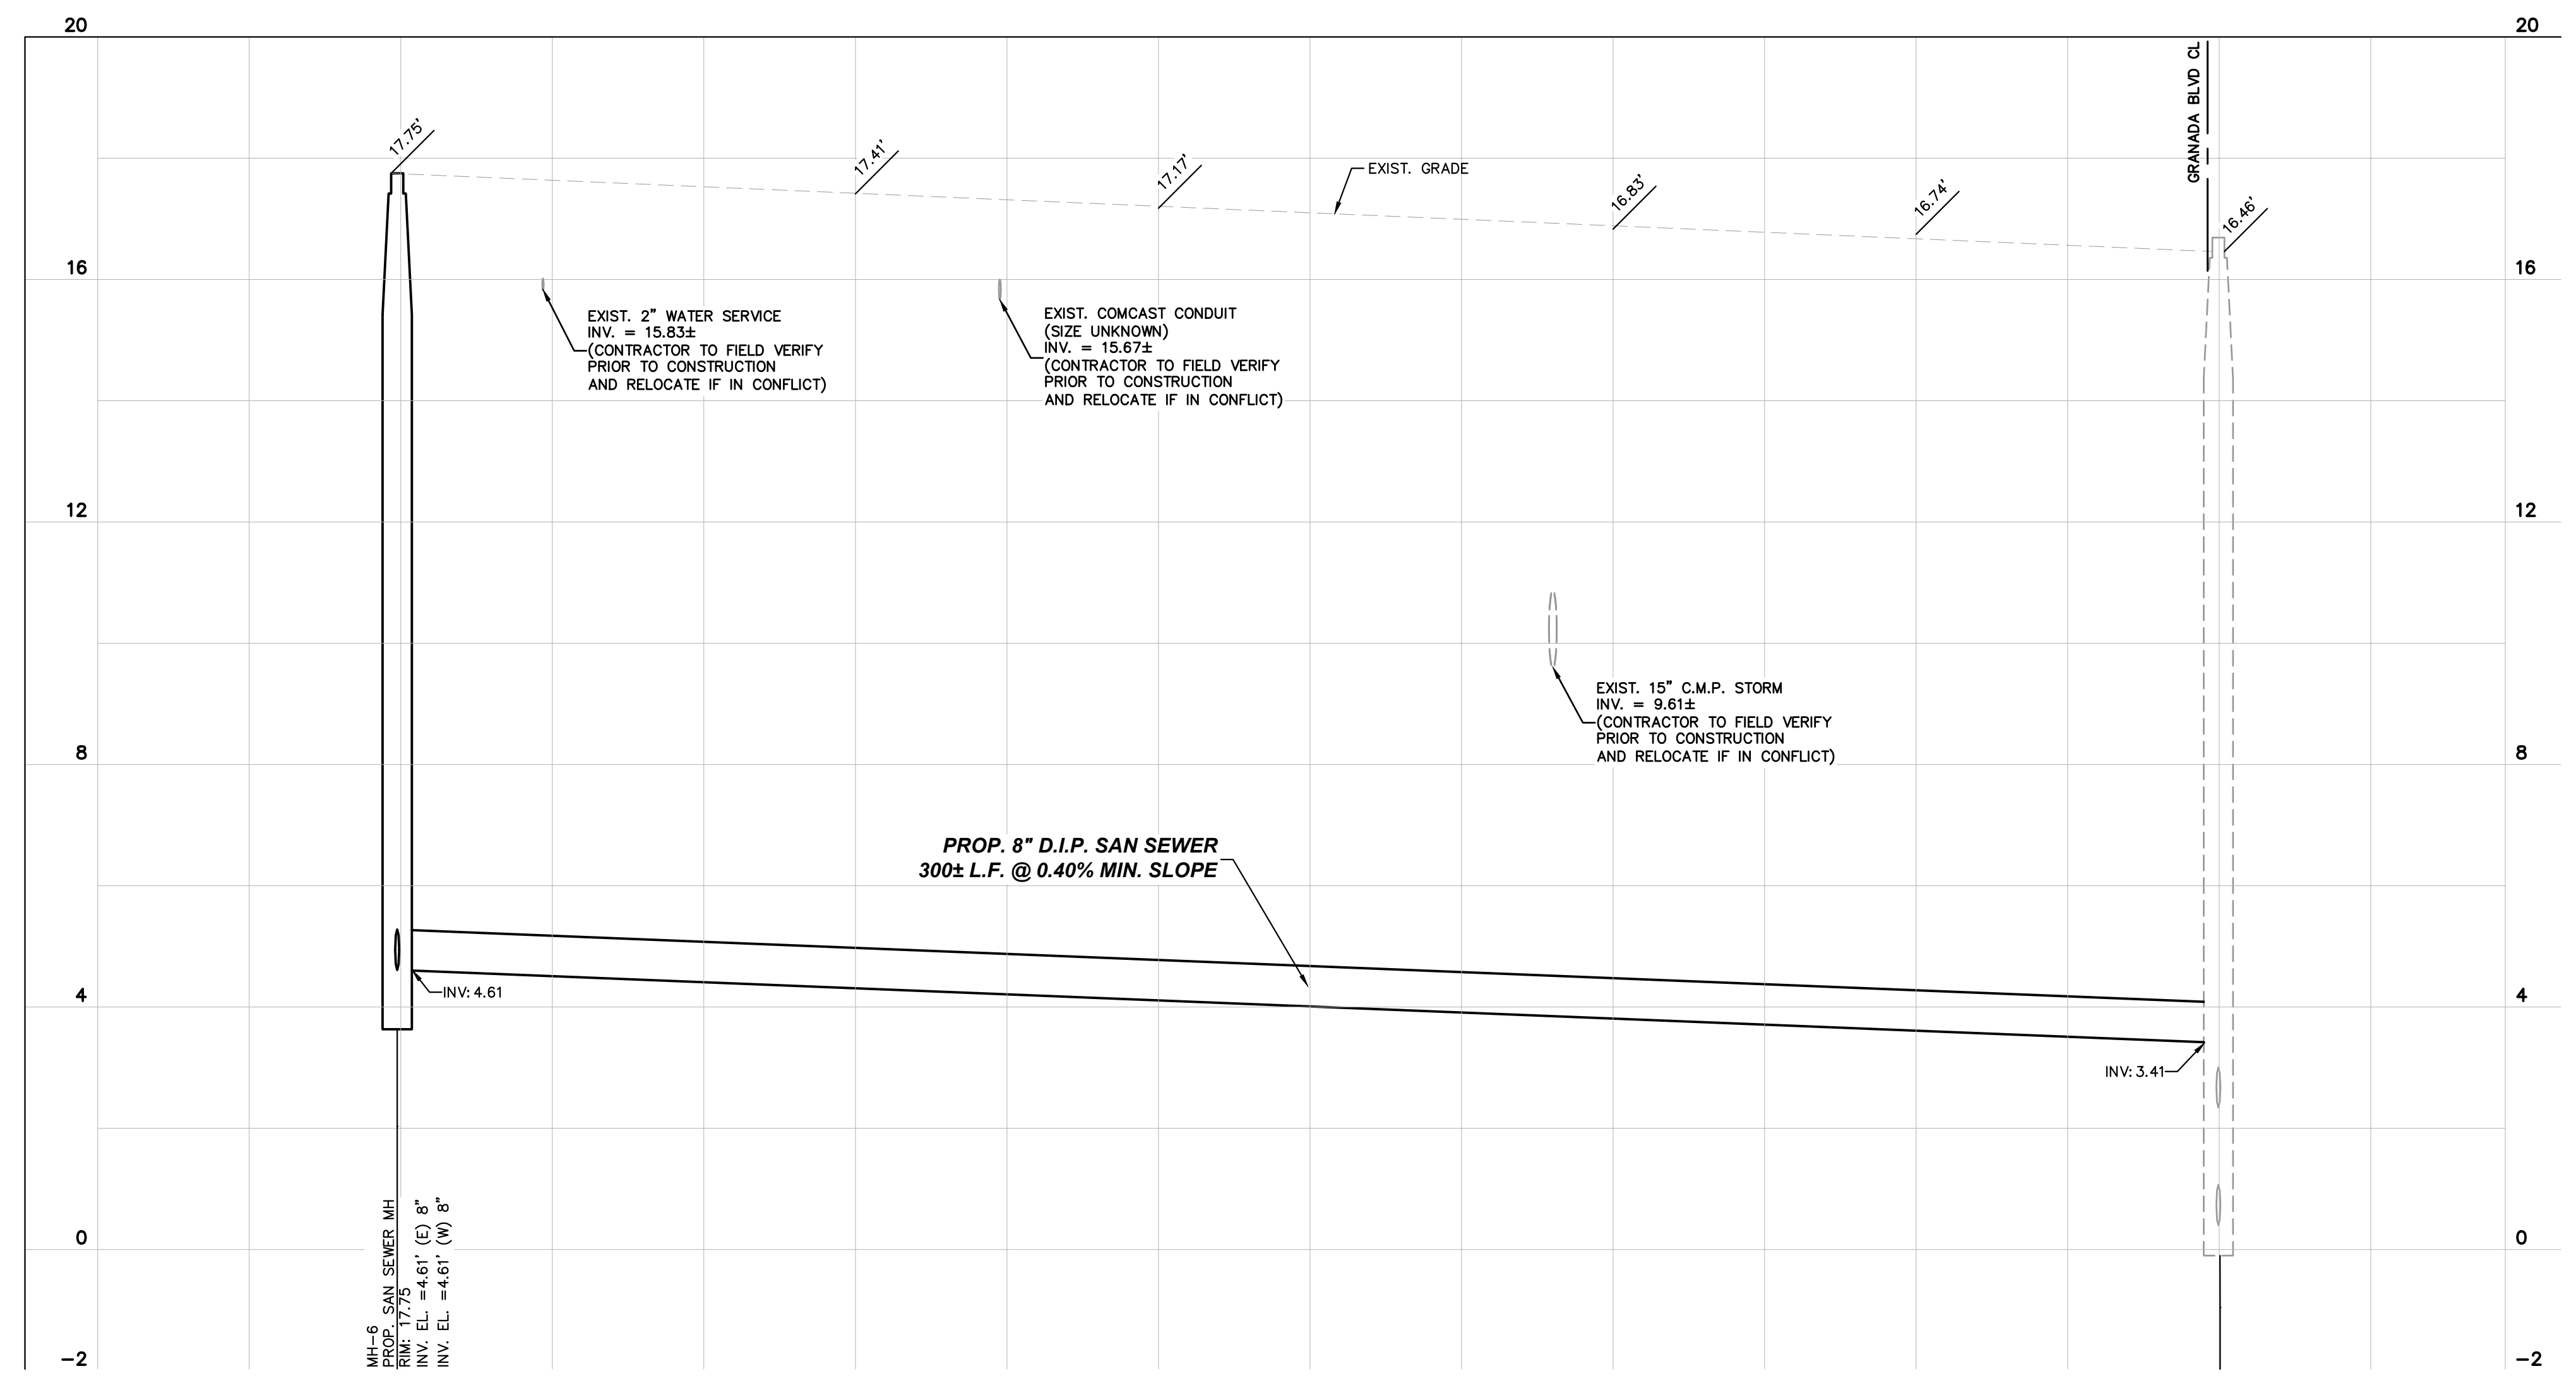 20
20
GRANADA BLVD CL
17.75'
17.41'
17.17'
EXIST. GRADE
16.83'
16.74'
16.46'
16
16
EXIST. 2" WATER SERVICE
INV. = 15.83±
(CONTRACTOR TO FIELD VERIFY
PRIOR TO CONSTRUCTION
AND RELOCATE IF IN CONFLICT)
EXIST. COMCAST CONDUIT
(SIZE UNKNOWN)
INV. = 15.67±
(CONTRACTOR TO FIELD VERIFY
PRIOR TO CONSTRUCTION
AND RELOCATE IF IN CONFLICT)
12
12
EXIST. 15" C.M.P. STORM
INV. = 9.61±
(CONTRACTOR TO FIELD VERIFY
PRIOR TO CONSTRUCTION
AND RELOCATE IF IN CONFLICT)
8
8
PROP. 8" D.I.P. SAN SEWER
300± L.F. @ 0.40% MIN. SLOPE
INV: 4.61
4
4
INV: 3.41
0
0
MH-6
PROP. SAN SEWER MH
RIM: 17.75
INV. EL. =4.61' (E) 8"
INV. EL. =4.61' (W) 8"
-2
-2